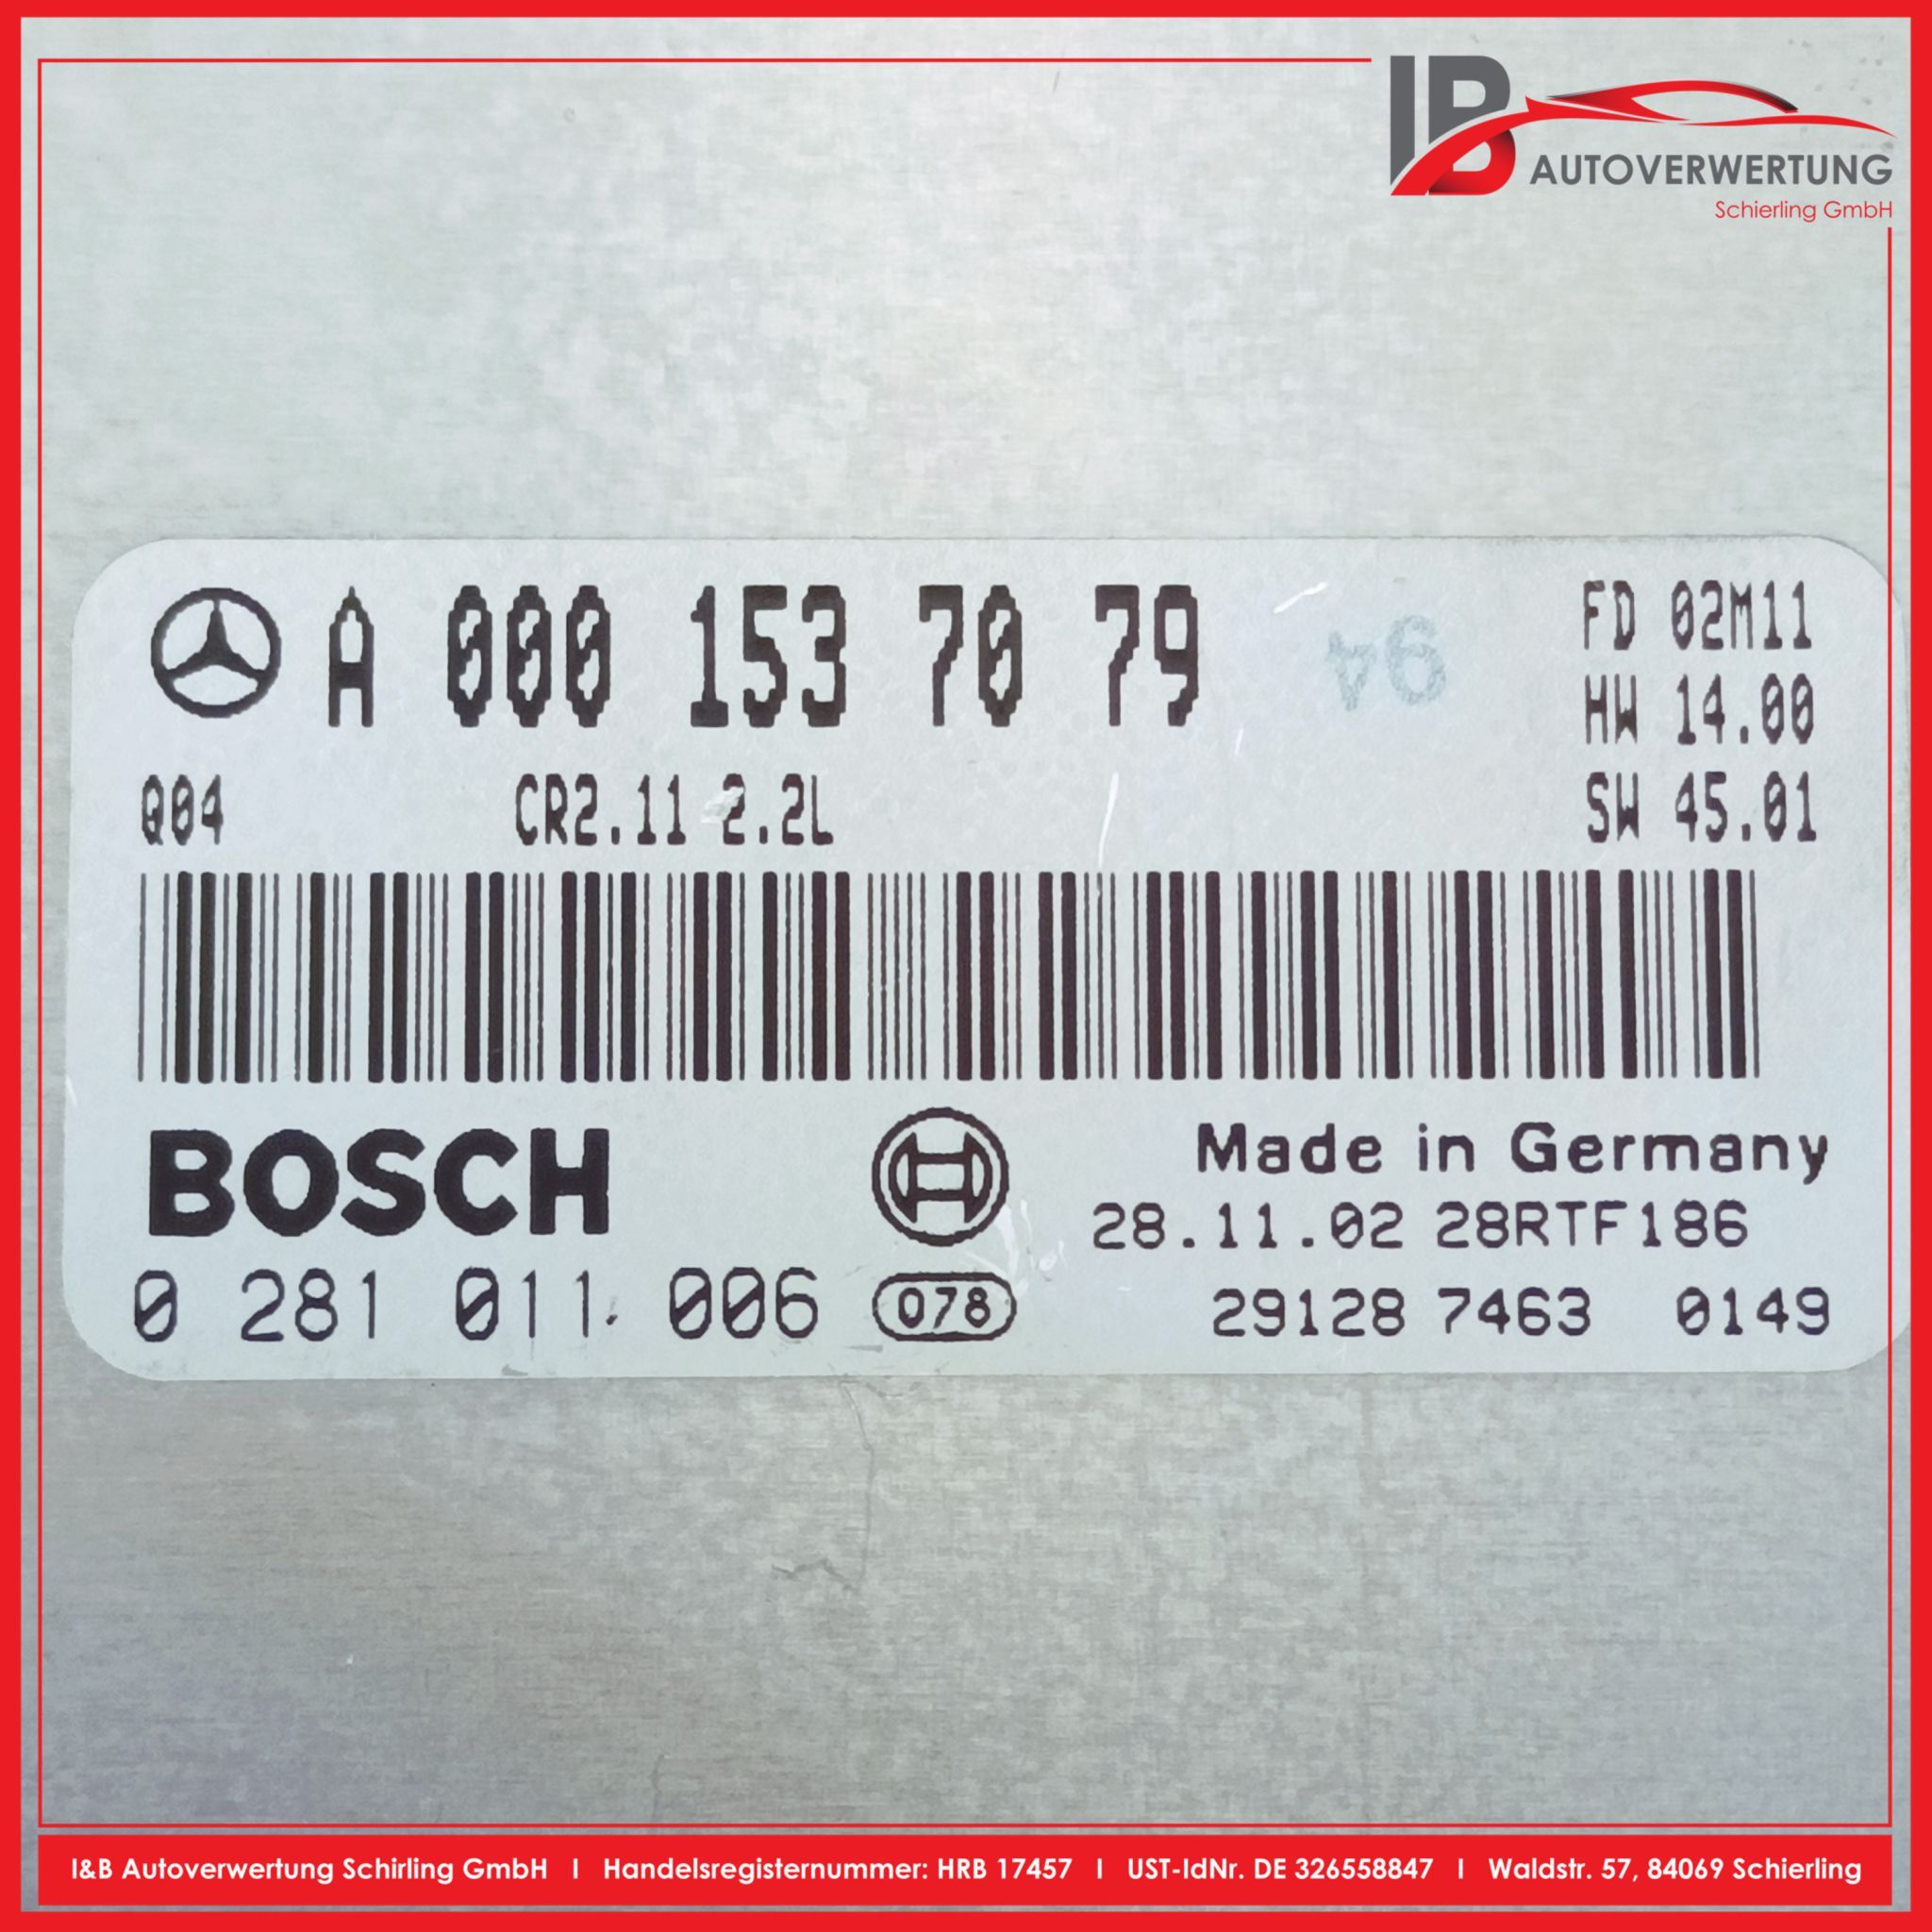 IB AUTOVERWERTUNG
Schierling GmbH
A 000 153 70 79
94
FD 02M11
HW 14.00
Q04 CR2.11 2.2L SW 45.01
BOSCH
Made in Germany
28.11.02 28RTF186
0 281 011 006 078 29128 7463 0149
I&B Autoverwertung Schirling GmbH I Handelsregisternummer: HRB 17457 I UST-IdNr. DE 326558847 I Waldstr. 57, 84069 Schierling